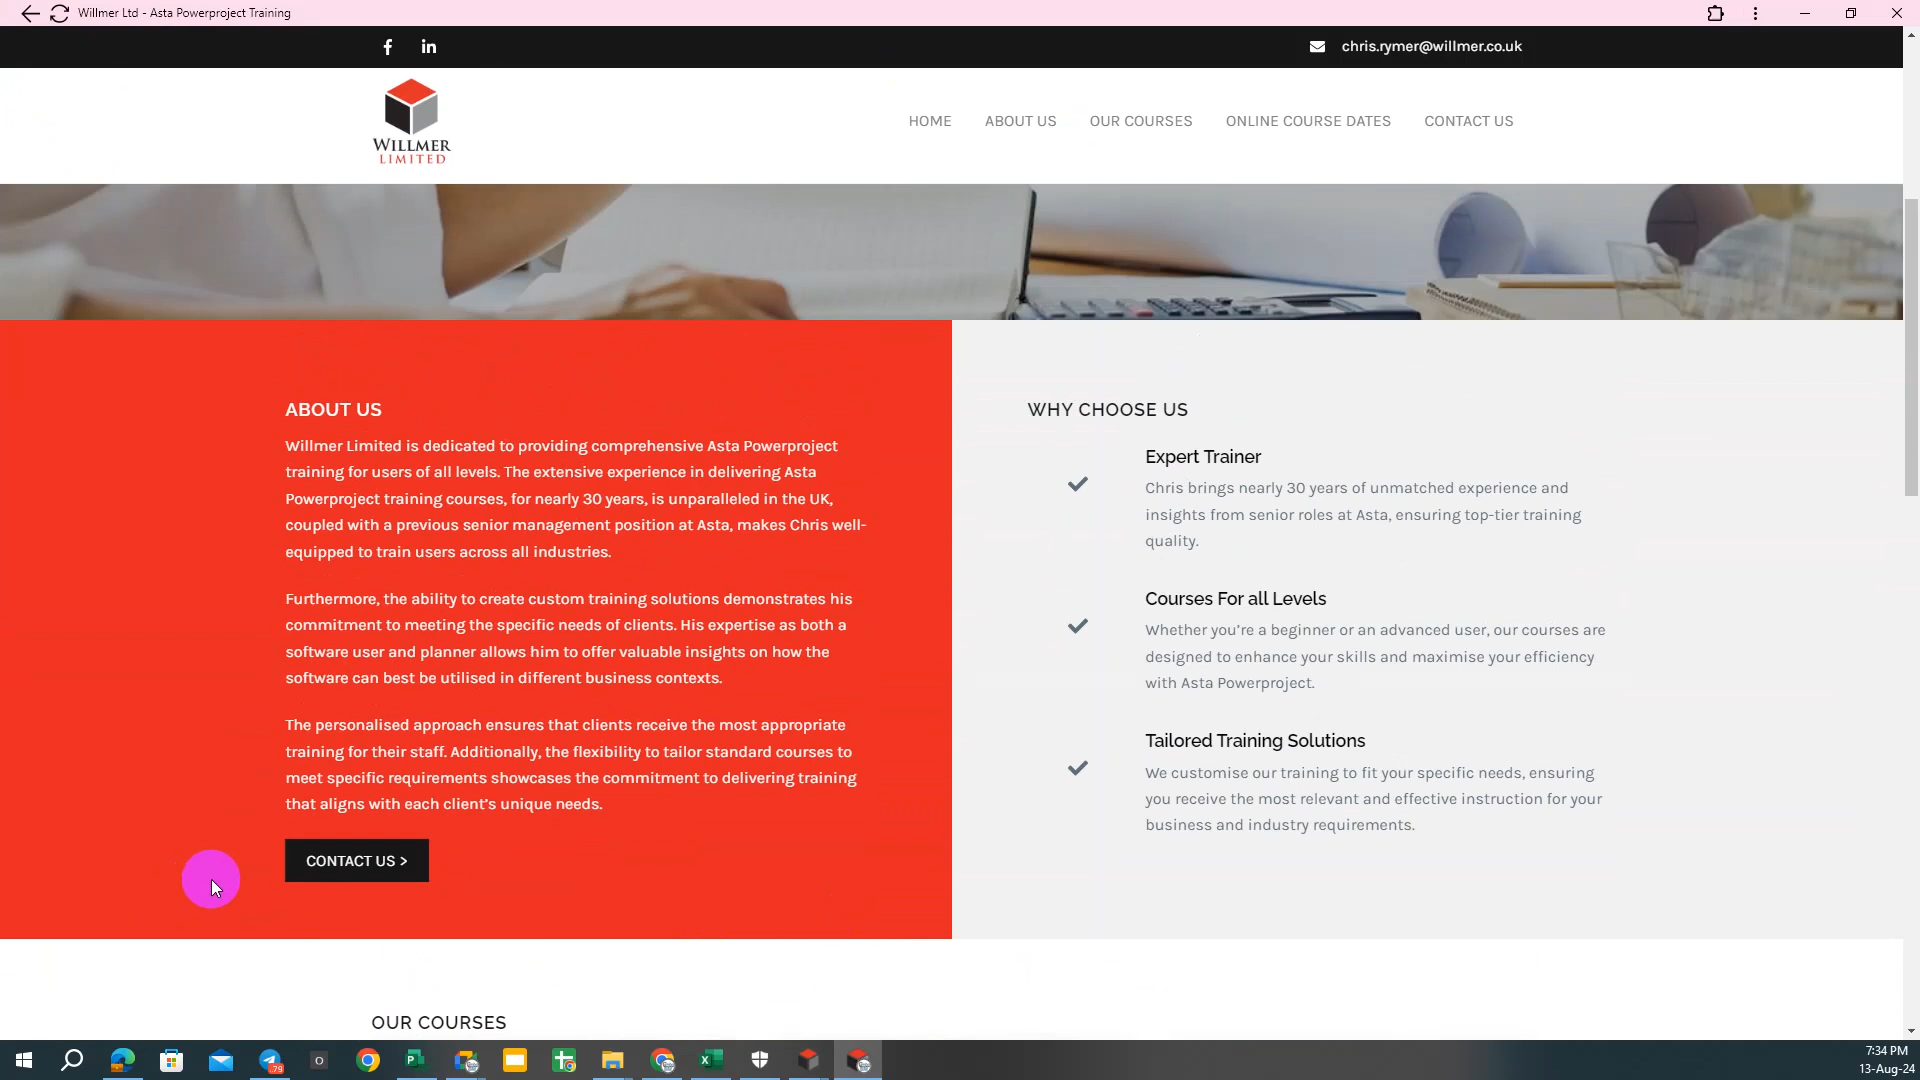 Willmer Ltd - Asta Powerproject Training
chris.rymer@willmer.co.uk
WILLMER
LIMITED
HOME
ABOUT US
OUR COURSES
ONLINE COURSE DATES
CONTACT US
ABOUT US
Willmer Limited is dedicated to providing comprehensive Asta Powerproject
training for users of all levels. The extensive experience in delivering Asta
Powerproject training courses, for nearly 30 years, is unparalleled in the UK,
coupled with a previous senior management position at Asta, makes Chris well-
equipped to train users across all industries.
Furthermore, the ability to create custom training solutions demonstrates his
commitment to meeting the specific needs of clients. His expertise as both a
software user and planner allows him to offer valuable insights on how the
software can best be utilised in different business contexts.
The personalised approach ensures that clients receive the most appropriate
training for their staff. Additionally, the flexibility to tailor standard courses to
meet specific requirements showcases the commitment to delivering training
that aligns with each client's unique needs.
CONTACT US >
WHY CHOOSE US
Expert Trainer
Chris brings nearly 30 years of unmatched experience and
insights from senior roles at Asta, ensuring top-tier training
quality.
Courses For all Levels
Whether you're a beginner or an advanced user, our courses are
designed to enhance your skills and maximise your efficiency
with Asta Powerproject.
Tailored Training Solutions
We customise our training to fit your specific needs, ensuring
you receive the most relevant and effective instruction for your
business and industry requirements.
OUR COURSES
7:34 PM
13-Aug-24